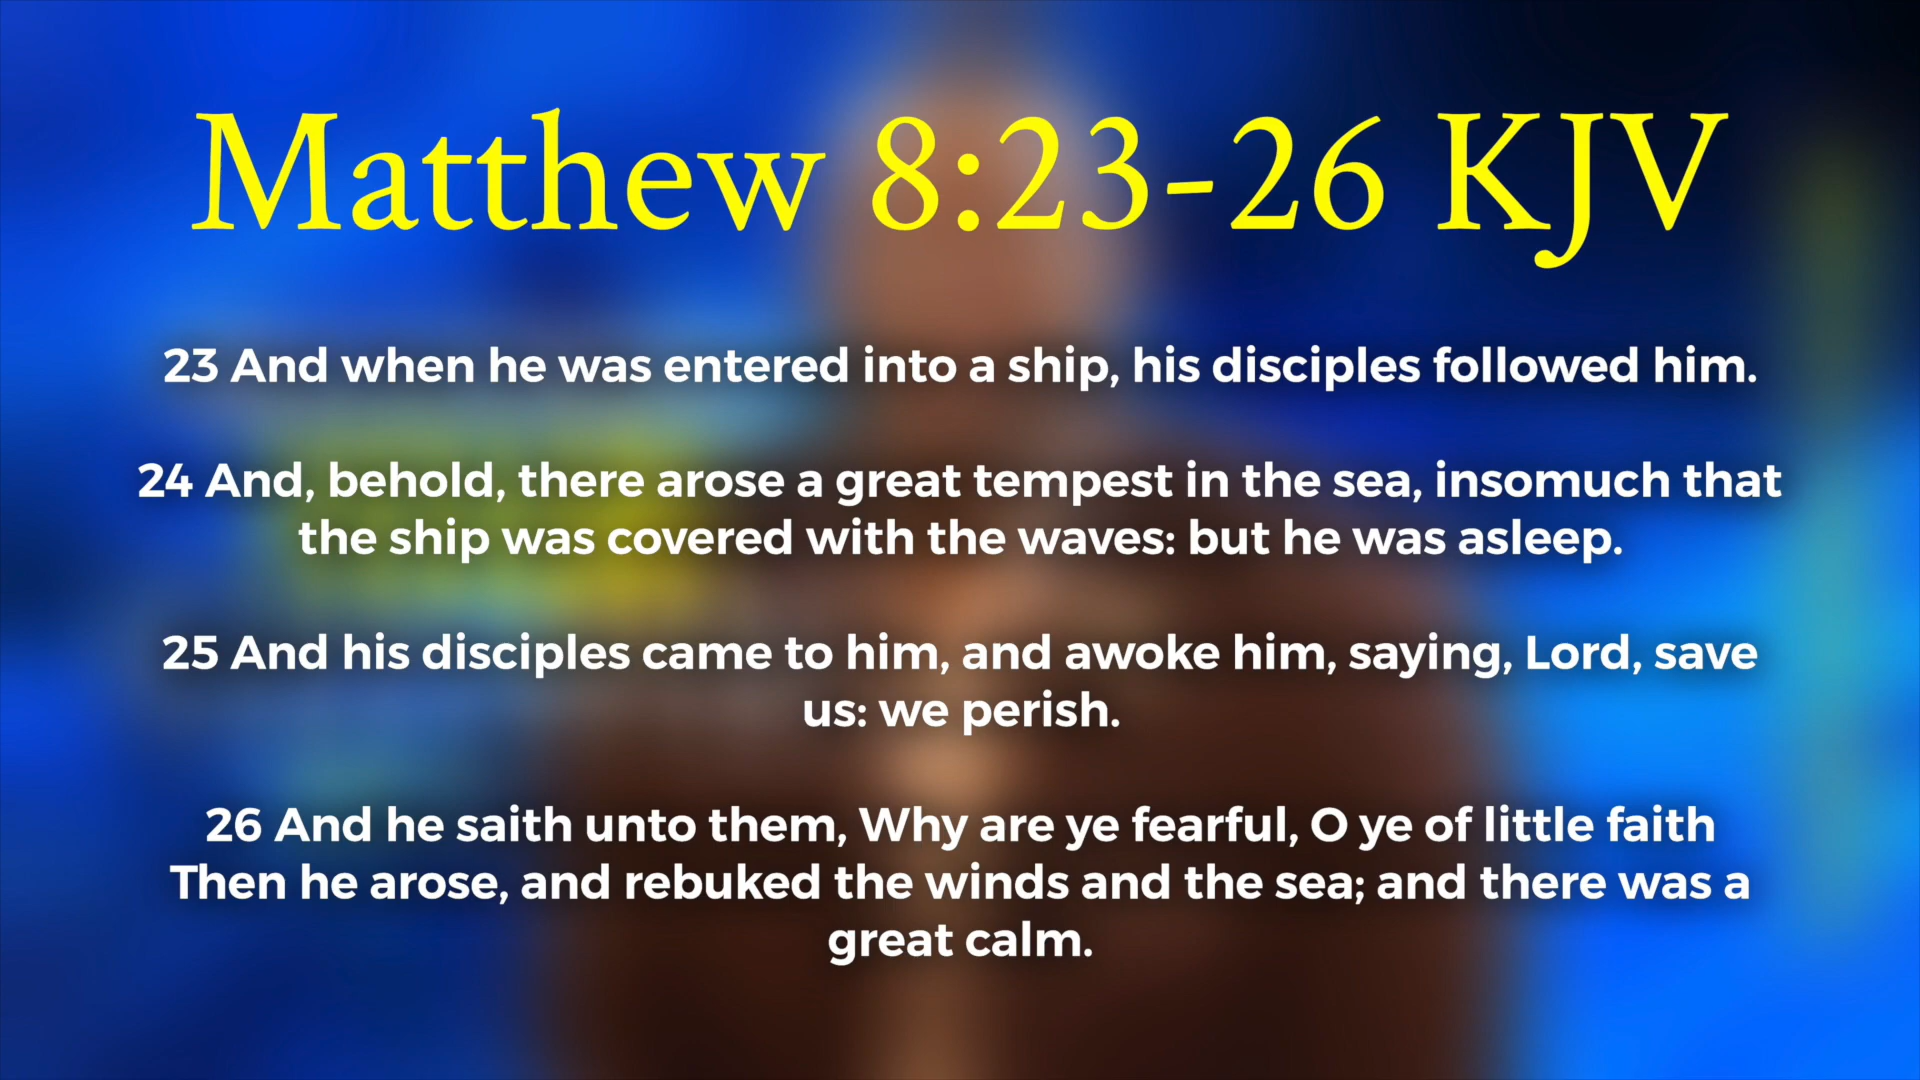 Matthew 8:23-26 KJV
23 And when he was entered into a ship, his disciples followed him.
24 And, behold, there arose a great tempest in the sea, insomuch that
the ship was covered with the waves: but he was asleep.
25 And his disciples came to him, and awoke him, saying, Lord, save
us: we perish.
26 And he saith unto them, Why are ye fearful, O ye of little faith
Then he arose, and rebuked the winds and the sea; and there was a
great calm.